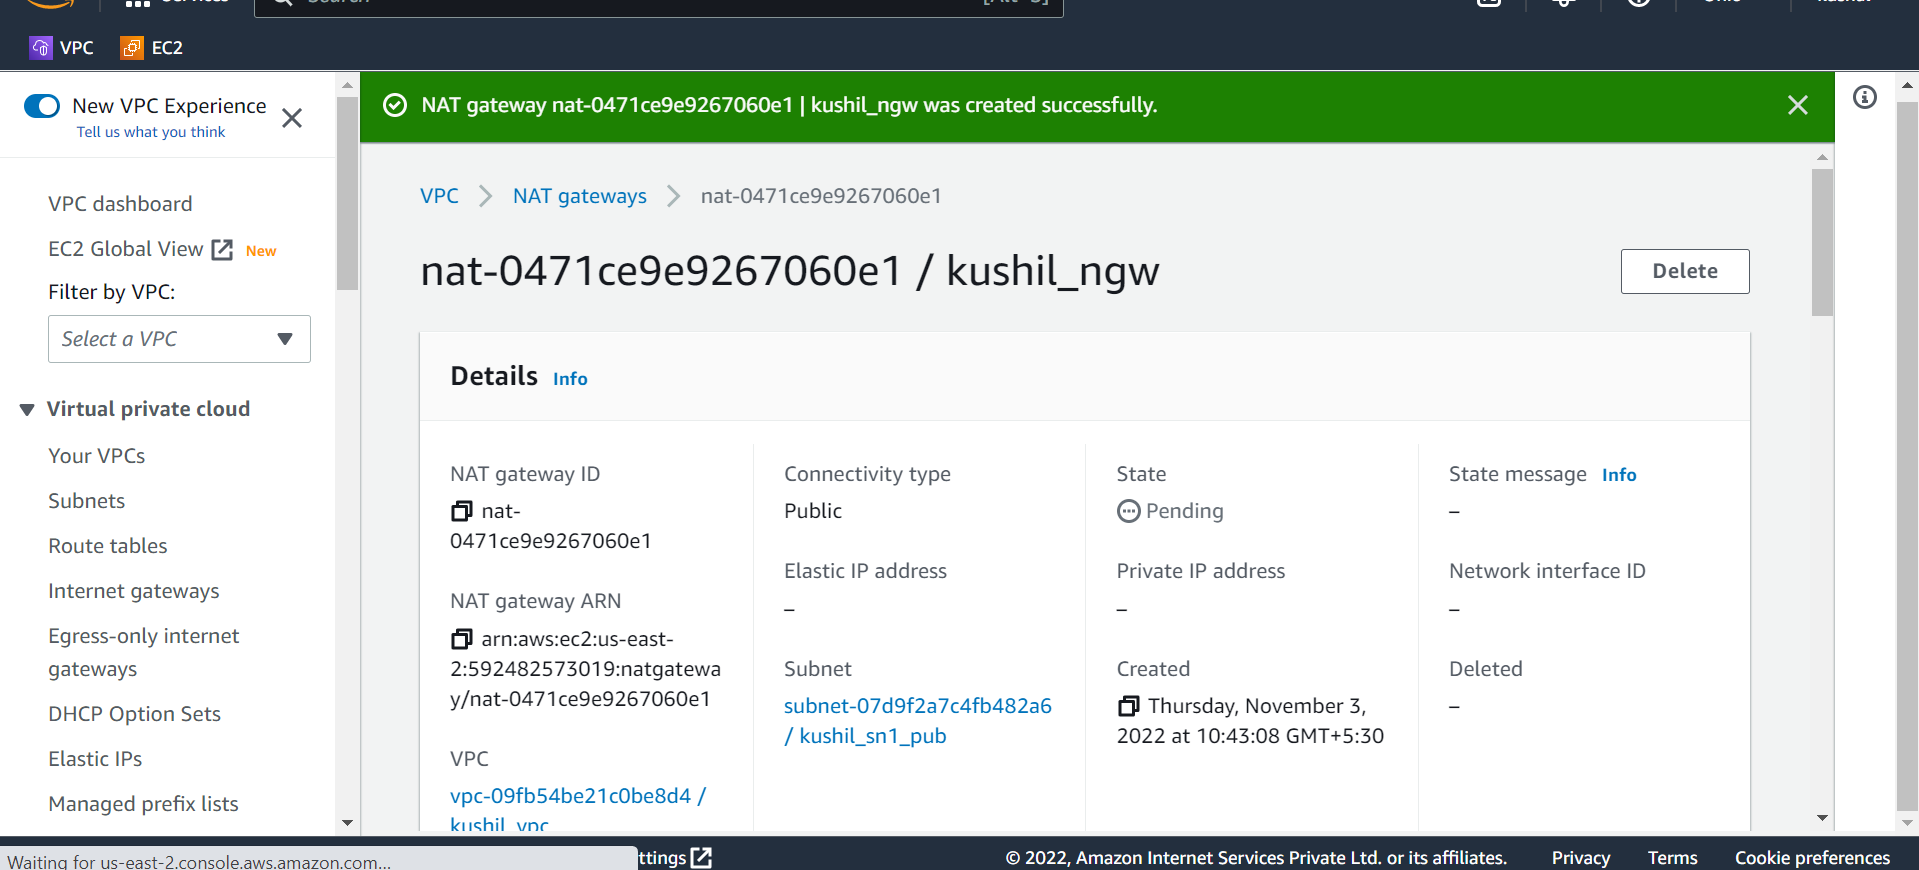 VPC EC2
New VPC Experience
Tell us what you think
VPC dashboard
EC2 Global View New
Filter by VPC:
Select a VPC
Virtual private cloud
Your VPCs
Subnets
Route tables
Internet gateways
Egress-only internet
gateways
DHCP Option Sets
Elastic IPs
Managed prefix lists
NAT gateway nat-0471ce9e9267060e1 | kushil_ngw was created successfully.
VPC NAT gateways nat-0471ce9e9267060e1
nat-0471ce9e9267060e1 / kushil_ngw
Delete
Details Info
NAT gateway ID
nat-
0471ce9e9267060e1
NAT gateway ARN
arn:aws:ec2:us-east-
2:592482573019:natgatewa
y/nat-0471ce9e9267060e1
VPC
vpc-09fb54be21c0be8d4 /
kushil_vpc
Connectivity type
Public
Elastic IP address
–
Subnet
subnet-07d9f2a7c4fb482a6
/ kushil_sn1_pub
State
Pending
Private IP address
–
Created
Thursday, November 3,
2022 at 10:43:08 GMT+5:30
State message Info
–
Network interface ID
–
Deleted
–
Waiting for us-east-2.console.aws.amazon.com...
ttings
© 2022, Amazon Internet Services Private Ltd. or its affiliates. Privacy Terms Cookie preferences